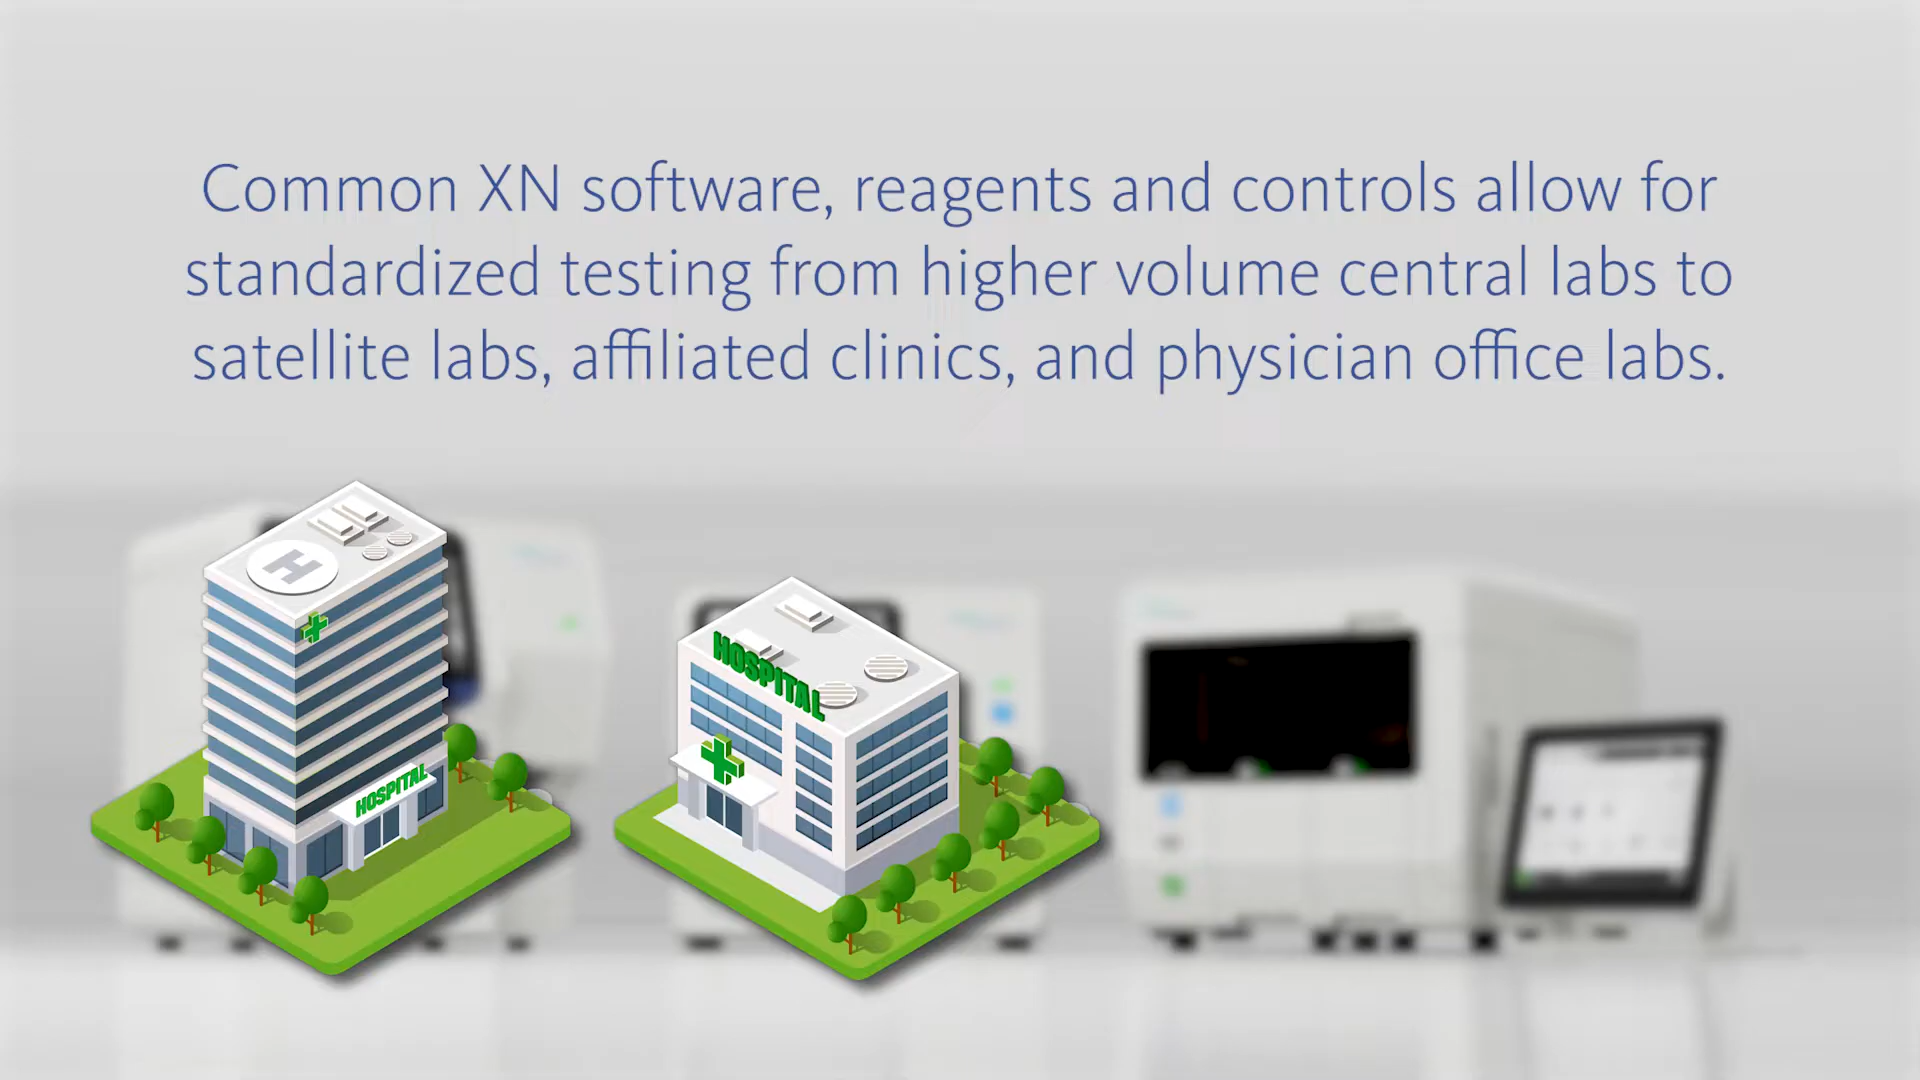 Common XN software, reagents and controls allow for
standardized testing from higher volume central labs to
satellite labs, affiliated clinics, and physician office labs.
H
HOSPITAL
HOSPITAL